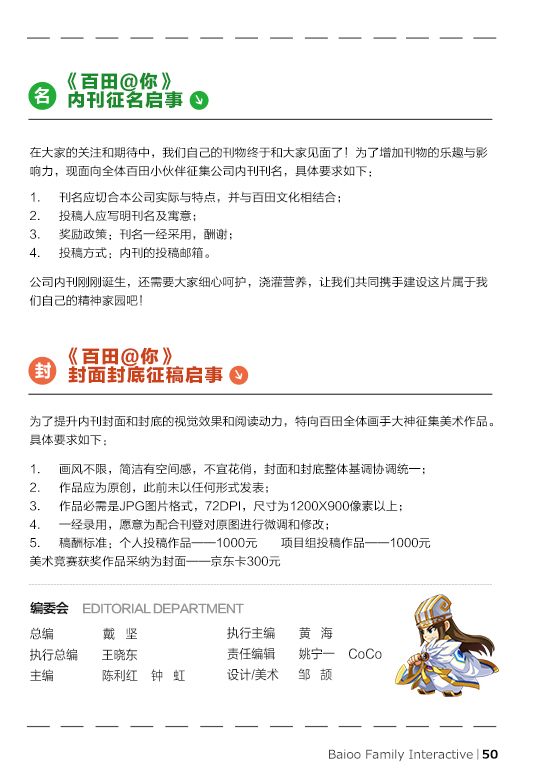 名
《百田@你》
内刊征名启事
在大家的关注和期待中，我们自己的刊物终于和大家见面了！为了增加刊物的乐趣与影
响力，现面向全体百田小伙伴征集公司内刊刊名，具体要求如下：
1. 刊名应切合本公司实际与特点，并与百田文化相结合；
2. 投稿人应写明刊名及寓意；
3. 奖励政策：刊名一经采用，酬谢；
4. 投稿方式：内刊的投稿邮箱。
公司内刊刚刚诞生，还需要大家细心呵护，浇灌营养，让我们共同携手建设这片属于我
们自己的精神家园吧！
封
《百田@你》
封面封底征稿启事
为了提升内刊封面和封底的视觉效果和阅读动力，特向百田全体画手大神征集美术作品。
具体要求如下：
1. 画风不限，简洁有空间感，不宜花俏，封面和封底整体基调协调统一；
2. 作品应为原创，此前未以任何形式发表；
3. 作品必需是JPG图片格式，72DPI，尺寸为1200X900像素以上；
4. 一经录用，愿意为配合刊登对原图进行微调和修改；
5. 稿酬标准：个人投稿作品——1000元 项目组投稿作品——1000元
美术竞赛获奖作品采纳为封面——京东卡300元
编委会 EDITORIAL DEPARTMENT
总编 戴 坚 执行主编 黄 海
执行总编 王晓东 责任编辑 姚宁一 CoCo
主编 陈利红 钟 虹 设计/美术 邹 颉
Baioo Family Interactive | 50